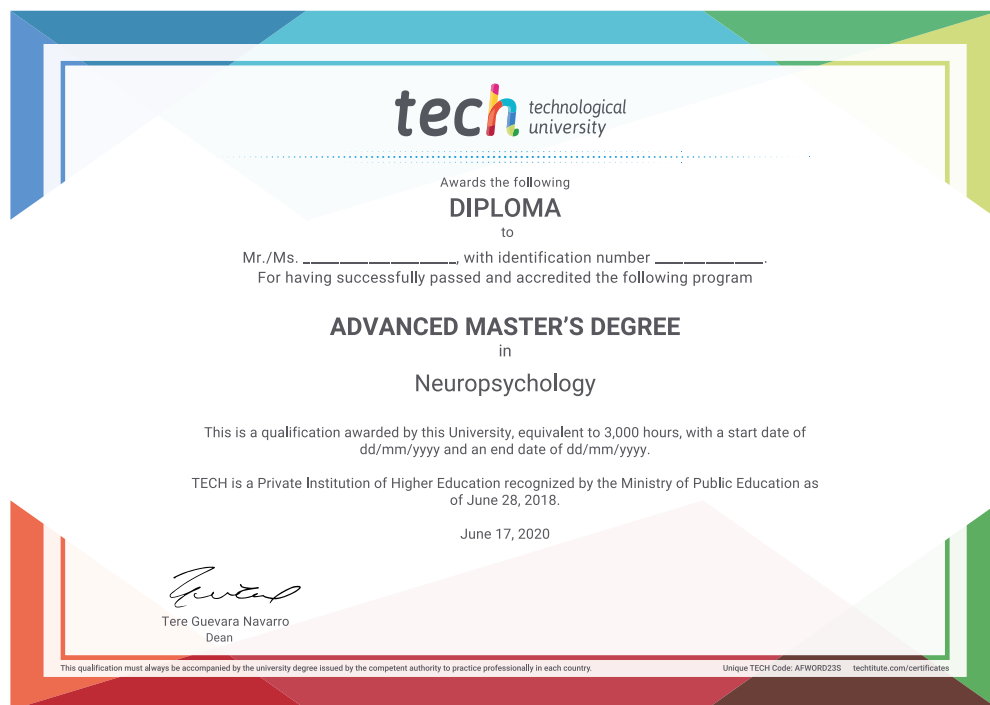 tech technological
university
Awards the following
DIPLOMA
to
Mr./Ms. ____________________, with identification number ______________.
For having successfully passed and accredited the following program
ADVANCED MASTER'S DEGREE
in
Neuropsychology
This is a qualification awarded by this University, equivalent to 3,000 hours, with a start date of
dd/mm/yyyy and an end date of dd/mm/yyyy.
TECH is a Private Institution of Higher Education recognized by the Ministry of Public Education as
of June 28, 2018.
June 17, 2020
Tere Guevara Navarro
Dean
This qualification must always be accompanied by the university degree issued by the competent authority to practice professionally in each country.
Unique TECH Code: AFWORD23S techtitute.com/certificates